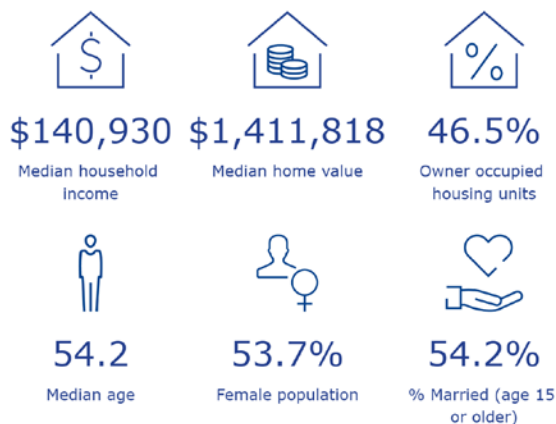 $140,930
Median household
income
$1,411,818
Median home value
46.5%
Owner occupied
housing units
54.2
Median age
53.7%
Female population
54.2%
% Married (age 15
or older)